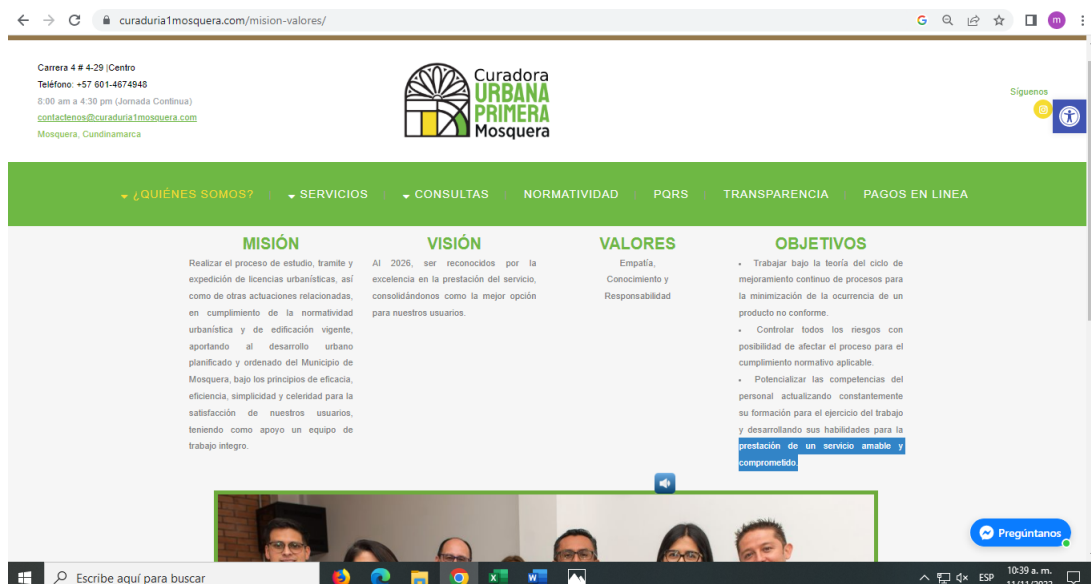 curaduria1mosquera.com/mision-valores/
m
Carrera 4 # 4-29 |Centro
Teléfono: +57 601-4674948
8:00 am a 4:30 pm (Jornada Continua)
contactenos@curaduria1mosquera.com
Mosquera, Cundinamarca
Curadora
URBANA
PRIMERA
Mosquera
Síguenos
¿QUIÉNES SOMOS?
SERVICIOS
CONSULTAS
NORMATIVIDAD
PQRS
TRANSPARENCIA
PAGOS EN LINEA
MISIÓN
Realizar el proceso de estudio, tramite y
expedición de licencias urbanísticas, así
como de otras actuaciones relacionadas,
en cumplimiento de la normatividad
urbanística y de edificación vigente,
aportando al desarrollo urbano
planificado y ordenado del Municipio de
Mosquera, bajo los principios de eficacia,
eficiencia, simplicidad y celeridad para la
satisfacción de nuestros usuarios,
teniendo como apoyo un equipo de
trabajo integro.
VISIÓN
Al 2026, ser reconocidos por la
excelencia en la prestación del servicio,
consolidándonos como la mejor opción
para nuestros usuarios.
VALORES
Empatía,
Conocimiento y
Responsabilidad
OBJETIVOS
• Trabajar bajo la teoría del ciclo de
mejoramiento continuo de procesos para
la minimización de la ocurrencia de un
producto no conforme.
• Controlar todos los riesgos con
posibilidad de afectar el proceso para el
cumplimiento normativo aplicable.
• Potencializar las competencias del
personal actualizando constantemente
su formación para el ejercicio del trabajo
y desarrollando sus habilidades para la
prestación de un servicio amable y
comprometido.
Pregúntanos
Escribe aquí para buscar
ESP
10:39 a. m.